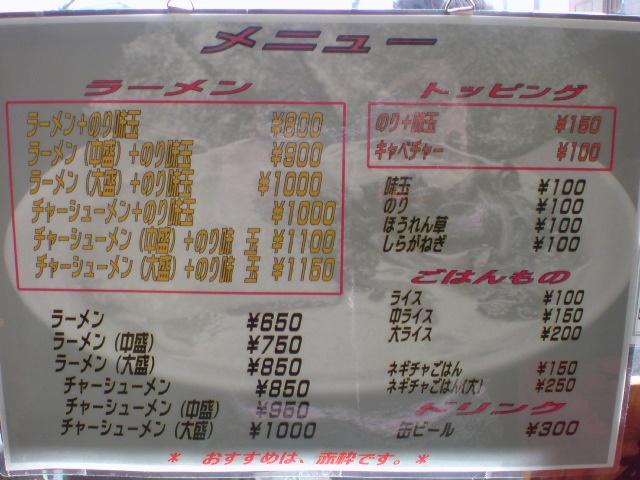 メニュー
ラーメン
ラーメン+のり味玉 ¥800
ラーメン(中盛)+のり味玉 ¥900
ラーメン(大盛)+のり味玉 ¥1000
チャーシューメン+のり味玉 ¥1000
チャーシューメン(中盛)+のり味 玉 ¥1100
チャーシューメン(大盛)+のり味 玉 ¥1150
ラーメン ¥650
ラーメン(中盛) ¥750
ラーメン(大盛) ¥850
チャーシューメン ¥850
チャーシューメン(中盛) ¥950
チャーシューメン(大盛) ¥1000
トッピング
のり+味玉 ¥150
キャベチャー ¥100
味玉 ¥100
のり ¥100
ほうれん草 ¥100
しらがねぎ ¥100
ごはんもの
ライス ¥100
中ライス ¥150
大ライス ¥200
ネギチャごはん ¥150
ネギチャごはん(大) ¥250
ドリンク
缶ビール ¥300
* おすすめは、赤枠です。*